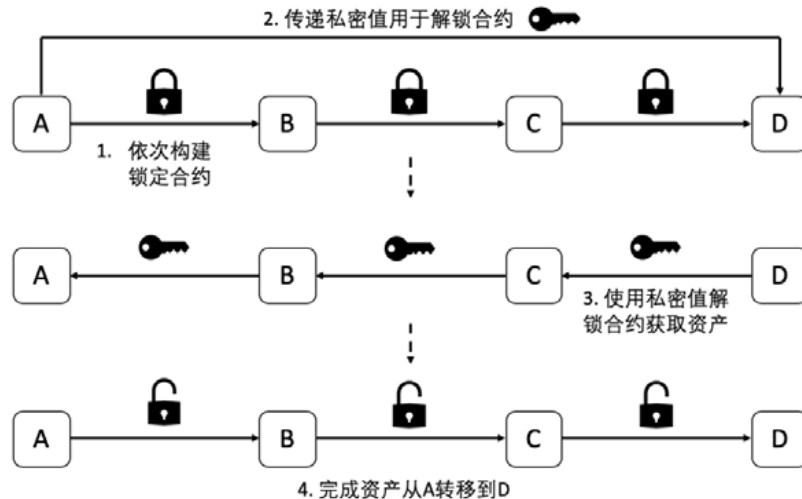 2. 传递私密值用于解锁合约
A
B
C
D
1. 依次构建
锁定合约
A
B
C
D
3. 使用私密值解
锁合约获取资产
A
B
C
D
4. 完成资产从A转移到D